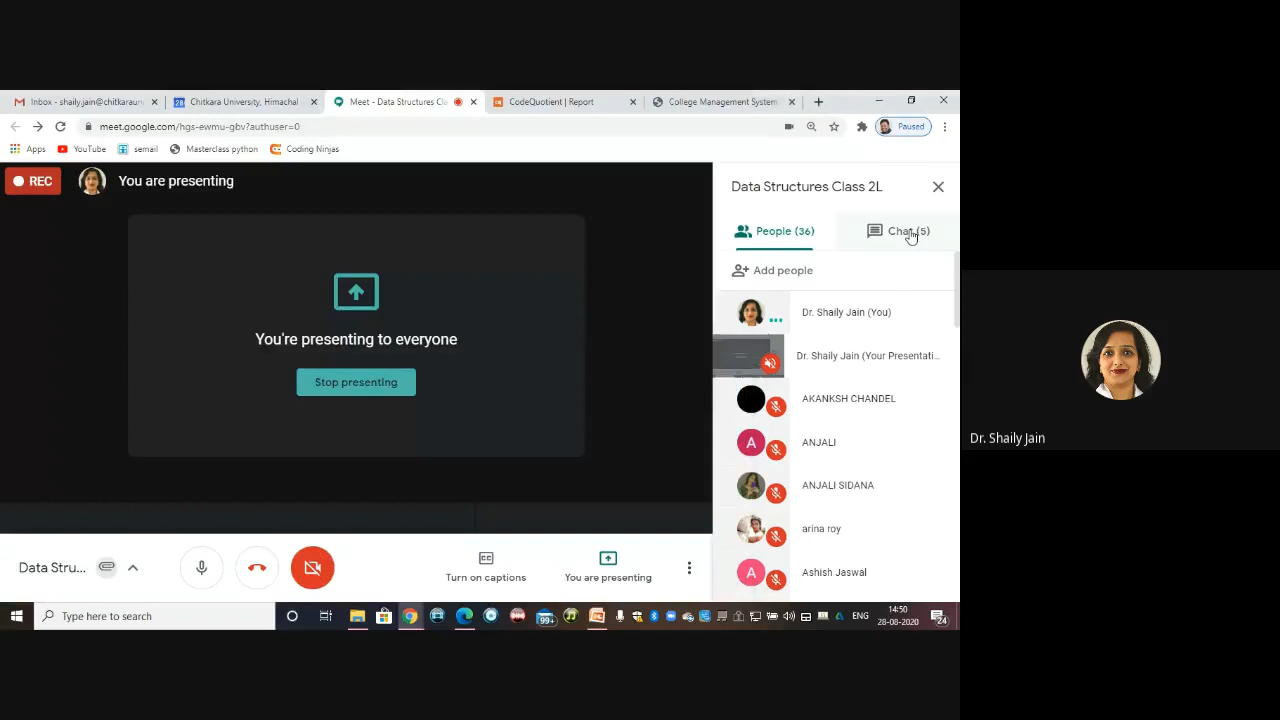 Inbox - shaily.jain@chitkaraun
Chitkara University, Himachal
Meet - Data Structures Cla
CodeQuotient | Report
College Management System
meet.google.com/hgs-ewmu-gbv?authuser=0
Paused
Apps
YouTube
semail
Masterclass python
Coding Ninjas
REC
You are presenting
Data Structures Class 2L
People (36)
Chat (5)
Add people
You're presenting to everyone
Stop presenting
Dr. Shaily Jain (You)
Dr. Shaily Jain (Your Presentati...
AKANKSH CHANDEL
A
ANJALI
ANJALI SIDANA
arina roy
A
Ashish Jaswal
Dr. Shaily Jain
Data Stru...
Turn on captions
You are presenting
Type here to search
99+
ENG
14:50
28-08-2020
24